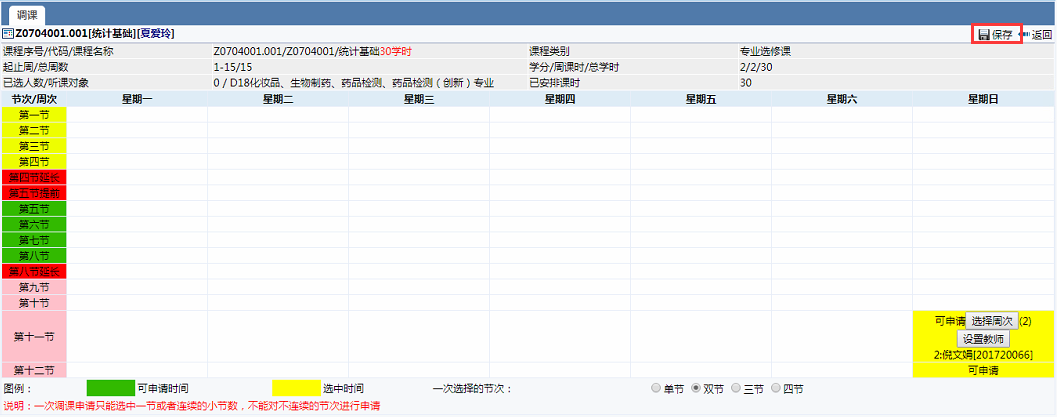 调课
Z0704001.001[统计基础][夏爱玲] 保存 返回
课程序号/代码/课程名称 Z0704001.001/Z0704001/统计基础30学时 课程类别 专业选修课
起止周/总周数 1-15/15 学分/周课时/总学时 2/2/30
已选人数/听课对象 0 / D18化妆品、生物制药、药品检测、药品检测（创新）专业 已安排课时 30
节次/周次 星期一 星期二 星期三 星期四 星期五 星期六 星期日
第一节
第二节
第三节
第四节
第四节延长
第五节提前
第五节
第六节
第七节
第八节
第八节延长
第九节
第十节
第十一节 可申请 选择周次 (2)
设置教师
2:倪文娟[201720066]
第十二节 可申请
图例： 可申请时间 选中时间 一次选择的节次： 单节 双节 三节 四节
说明：一次调课申请只能选中一节或者连续的小节数，不能对不连续的节次进行申请